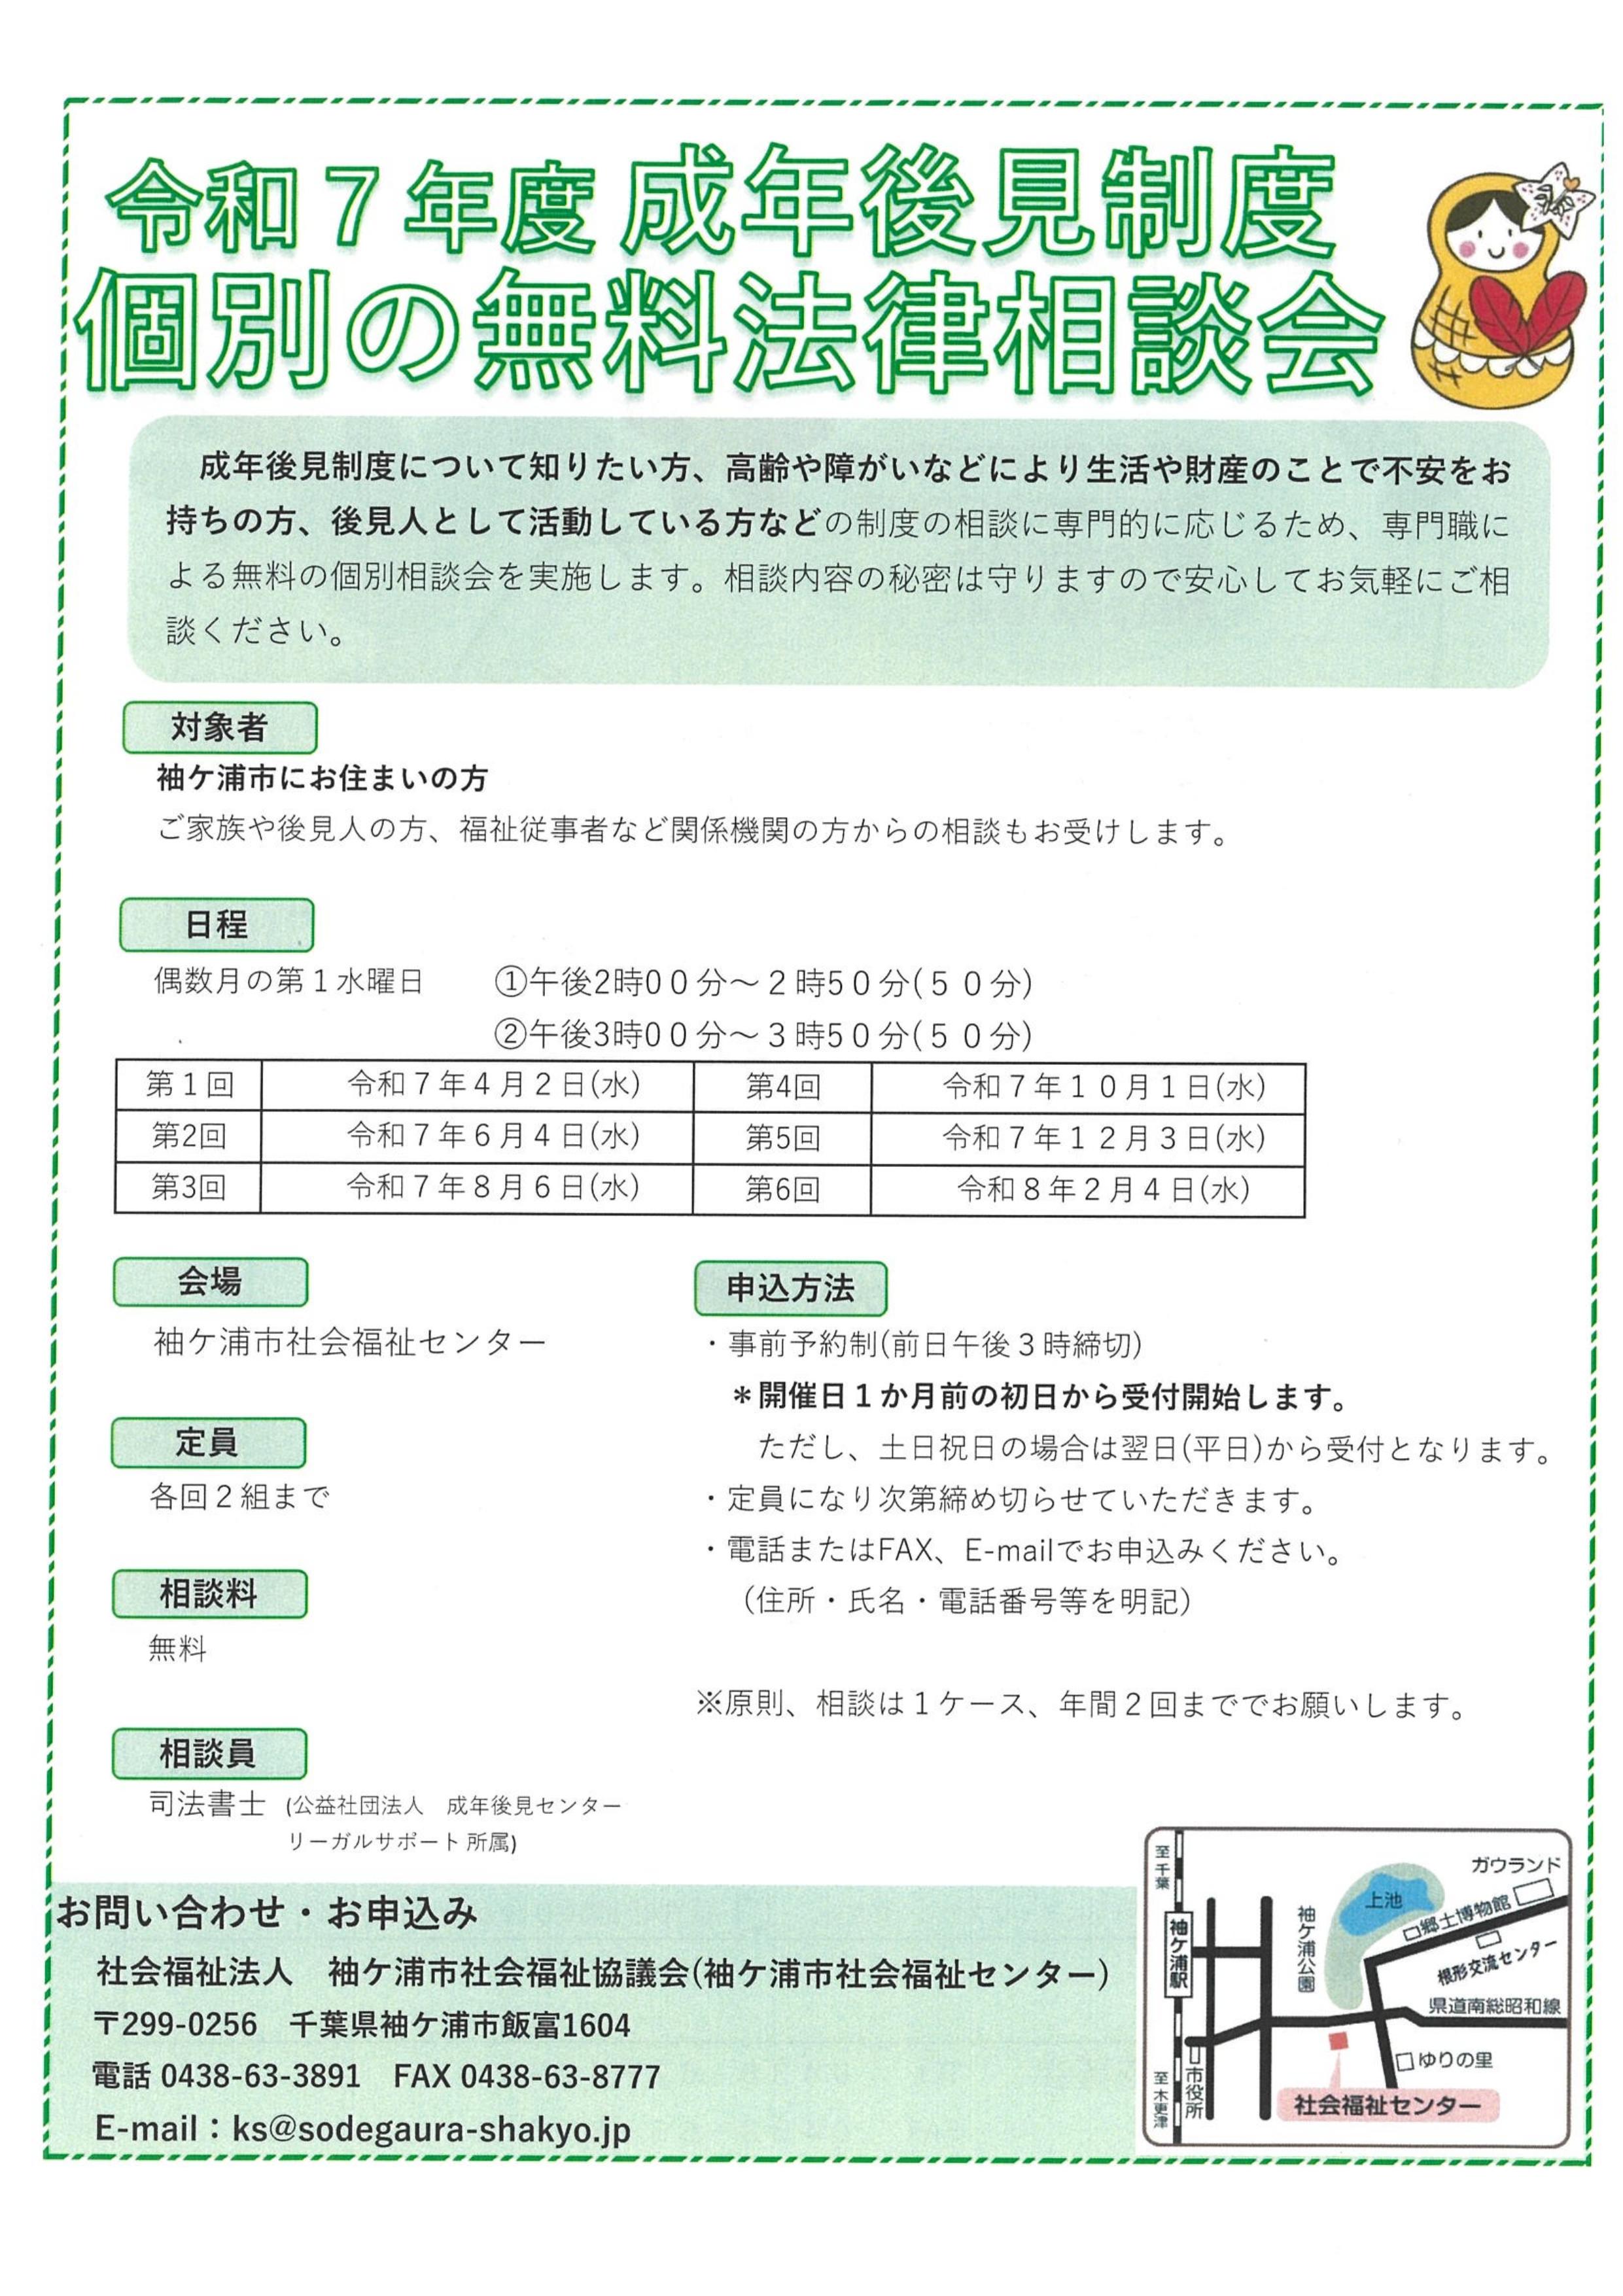 令和７年度 成年後見制度
個別の無料法律相談会
成年後見制度について知りたい方、高齢や障がいなどにより生活や財産のことで不安をお
持ちの方、後見人として活動している方などの制度の相談に専門的に応じるため、専門職に
よる無料の個別相談会を実施します。相談内容の秘密は守りますので安心してお気軽にご相
談ください。
対象者
袖ケ浦市にお住まいの方
ご家族や後見人の方、福祉従事者など関係機関の方からの相談もお受けします。
日程
偶数月の第１水曜日　①午後2時00分～２時50分(５０分)
②午後3時00分～３時50分(５０分)
第１回　令和７年４月２日(水)　第4回　令和７年１０月１日(水)
第2回　令和７年６月４日(水)　第5回　令和７年１２月３日(水)
第3回　令和７年８月６日(水)　第6回　令和８年２月４日(水)
会場
袖ケ浦市社会福祉センター
定員
各回２組まで
相談料
無料
相談員
司法書士 (公益社団法人　成年後見センター
リーガルサポート 所属)
申込方法
・事前予約制(前日午後３時締切)
＊開催日１か月前の初日から受付開始します。
ただし、土日祝日の場合は翌日(平日)から受付となります。
・定員になり次第締め切らせていただきます。
・電話またはFAX、E-mailでお申込みください。
（住所・氏名・電話番号等を明記）
※原則、相談は１ケース、年間２回まででお願いします。
お問い合わせ・お申込み
社会福祉法人　袖ケ浦市社会福祉協議会(袖ケ浦市社会福祉センター)
〒299-0256　千葉県袖ケ浦市飯富1604
電話 0438-63-3891　FAX 0438-63-8777
E-mail：ks@sodegaura-shakyo.jp
至千葉
袖ケ浦駅
至木更津
市役所
袖ケ浦公園
上池
ガウランド
郷土博物館
根形交流センター
県道南総昭和線
ゆりの里
社会福祉センター